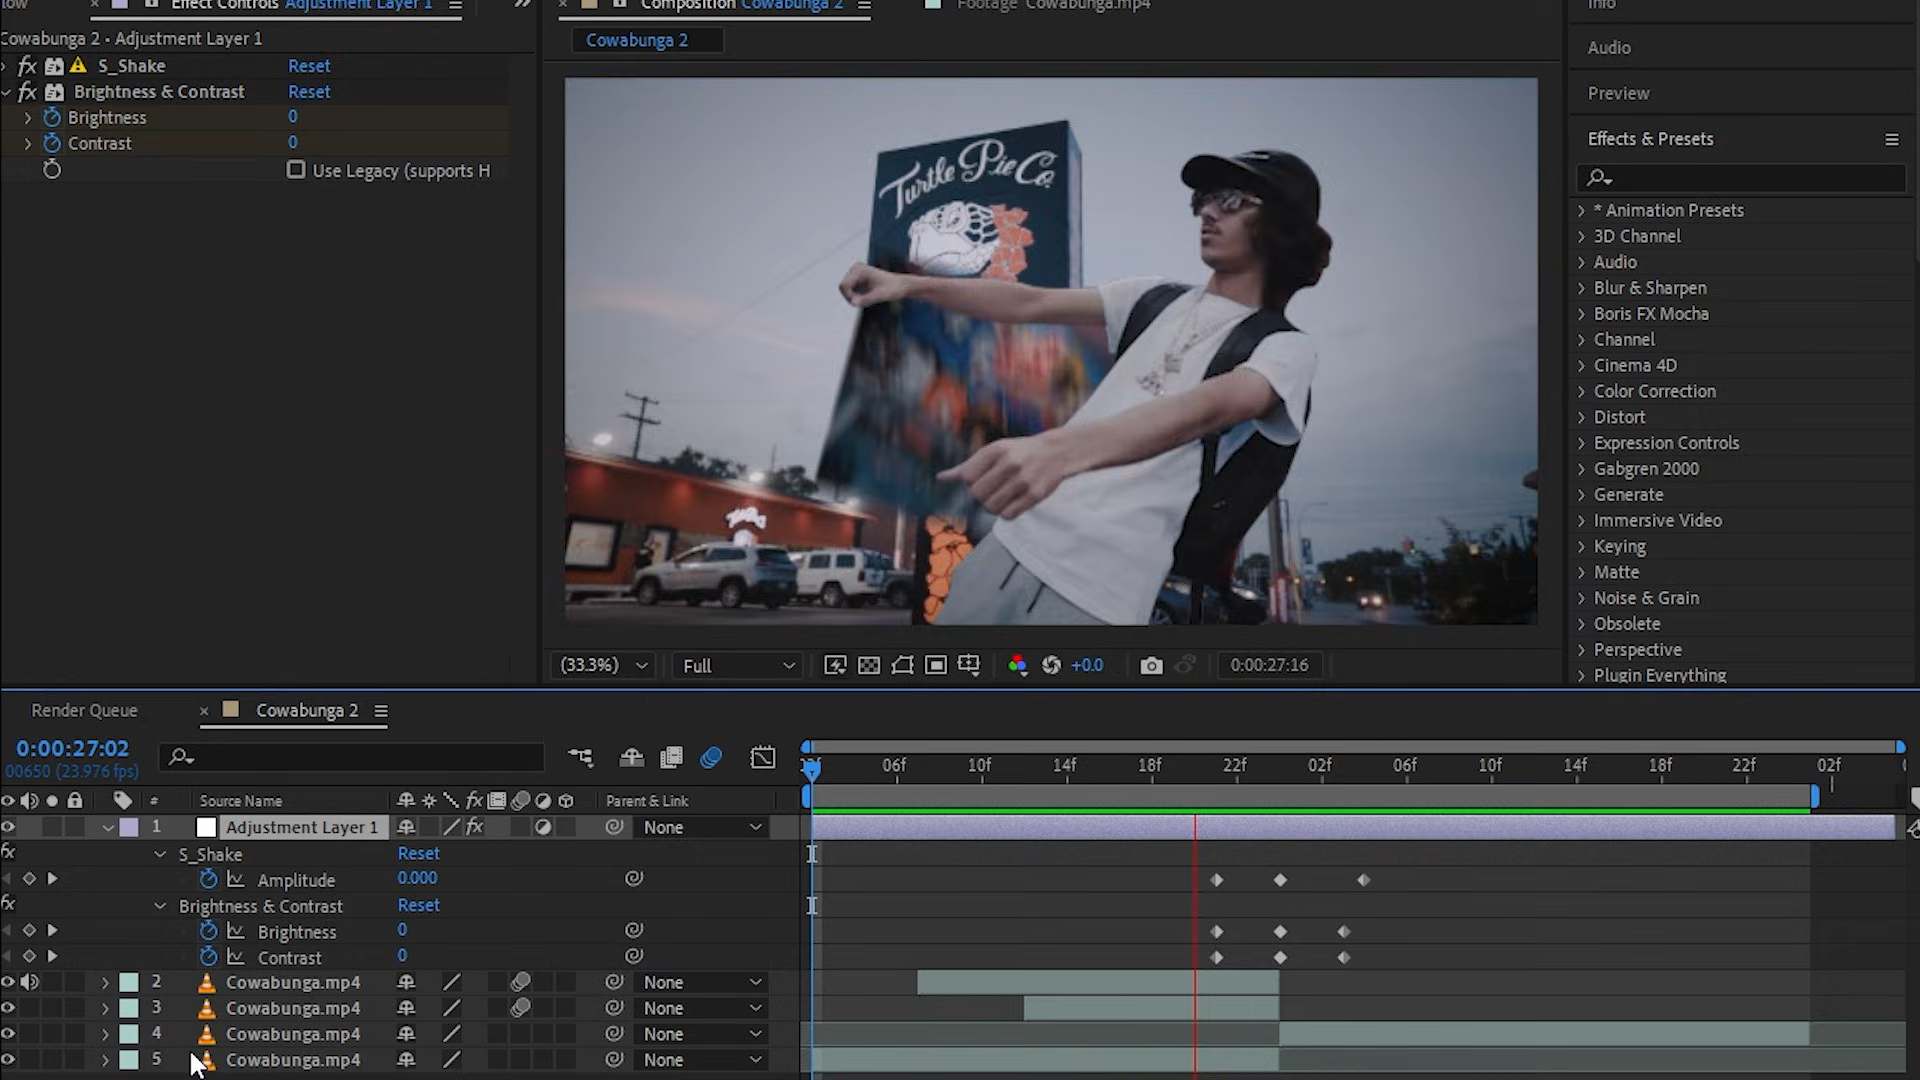 low
Effect Controls Adjustment Layer 1
Composition Cowabunga 2
Footage Cowabunga.mp4
Info
Cowabunga 2 · Adjustment Layer 1
Cowabunga 2
Audio
fx S_Shake Reset
fx Brightness & Contrast Reset
Preview
Brightness 0
Contrast 0
Effects & Presets
Use Legacy (supports H
Turtle Pie Co.
* Animation Presets
3D Channel
Audio
Blur & Sharpen
Boris FX Mocha
Channel
Cinema 4D
Color Correction
Distort
Expression Controls
Gabgren 2000
Generate
Immersive Video
Keying
Matte
Noise & Grain
Obsolete
Perspective
Plugin Everything
(33.3%) Full +0.0 0:00:27:16
Render Queue
Cowabunga 2
0:00:27:02
00650 (23.976 fps)
06f 10f 14f 18f 22f 02f 06f 10f 14f 18f 22f 02f
# Source Name fx Parent & Link
1 Adjustment Layer 1 fx None
fx S_Shake Reset
Amplitude 0.000
fx Brightness & Contrast Reset
Brightness 0
Contrast 0
2 Cowabunga.mp4 None
3 Cowabunga.mp4 None
4 Cowabunga.mp4 None
5 Cowabunga.mp4 None